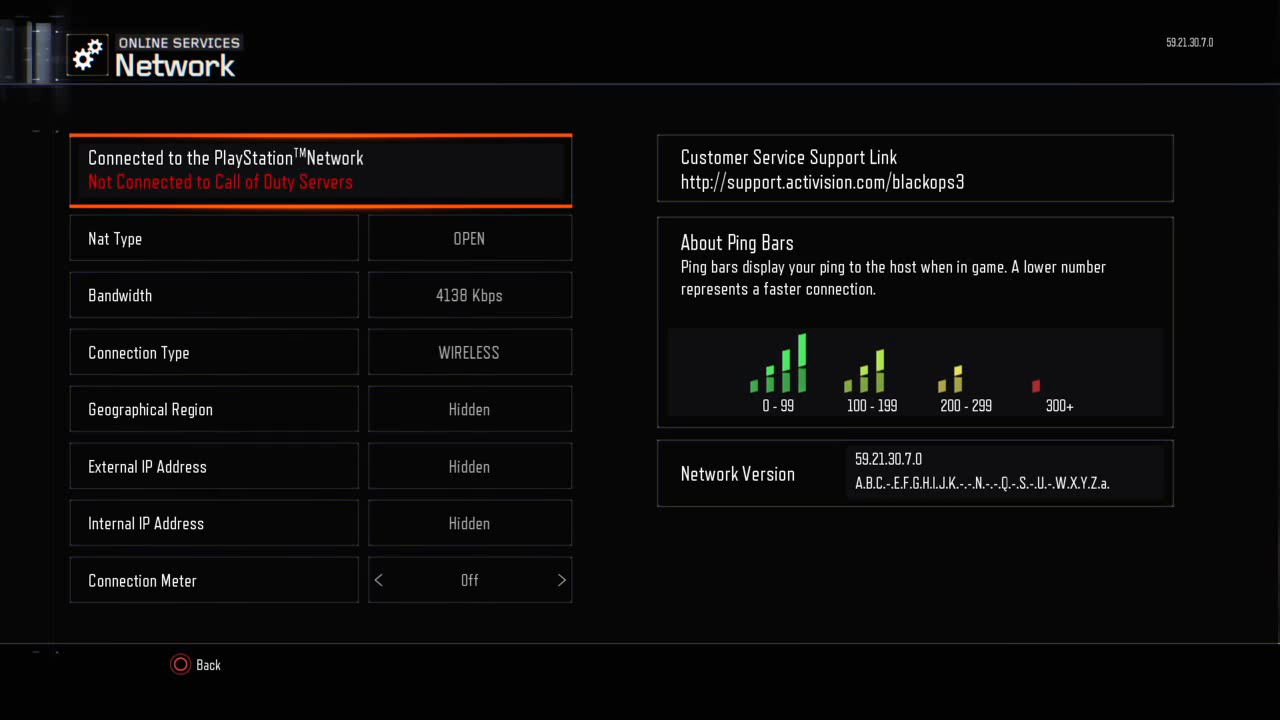 ONLINE SERVICES
Network
59.21.30.7.0
Connected to the PlayStation™Network
Not Connected to Call of Duty Servers
Nat Type
OPEN
Bandwidth
4138 Kbps
Connection Type
WIRELESS
Geographical Region
Hidden
External IP Address
Hidden
Internal IP Address
Hidden
Connection Meter
< Off >
Customer Service Support Link
http://support.activision.com/blackops3
About Ping Bars
Ping bars display your ping to the host when in game. A lower number
represents a faster connection.
0 - 99
100 - 199
200 - 299
300+
Network Version
59.21.30.7.0
A.B.C.-.E.F.G.H.I.J.K.-.-.N.-.-.Q.-.S.-.U.-.W.X.Y.Z.a.
Back